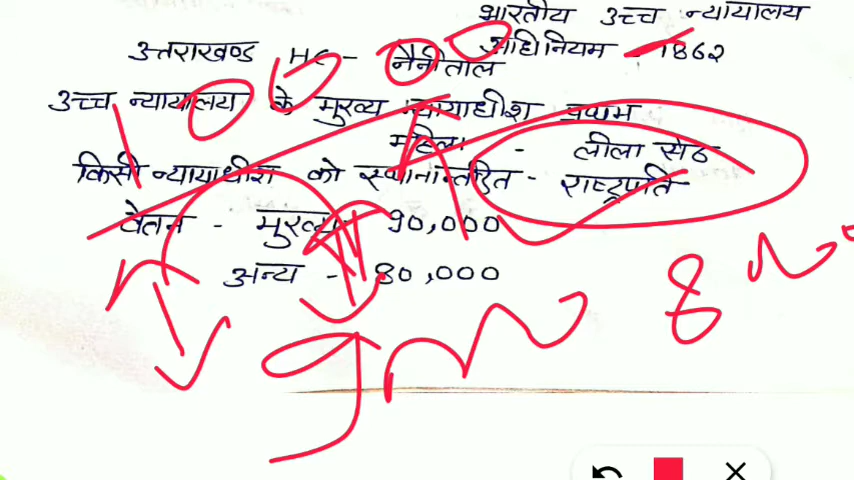 भारतीय उच्च न्यायालय
अधिनियम - 1862
उत्तराखण्ड HC - नैनीताल
उच्च न्यायालय के मुख्य न्यायाधीश प्रथम
महिला - लीला सेठ
किसी न्यायाधीश को स्थानांतरित - राष्ट्रपति
वेतन - मुख्य - 90,000
अन्य - 80,000